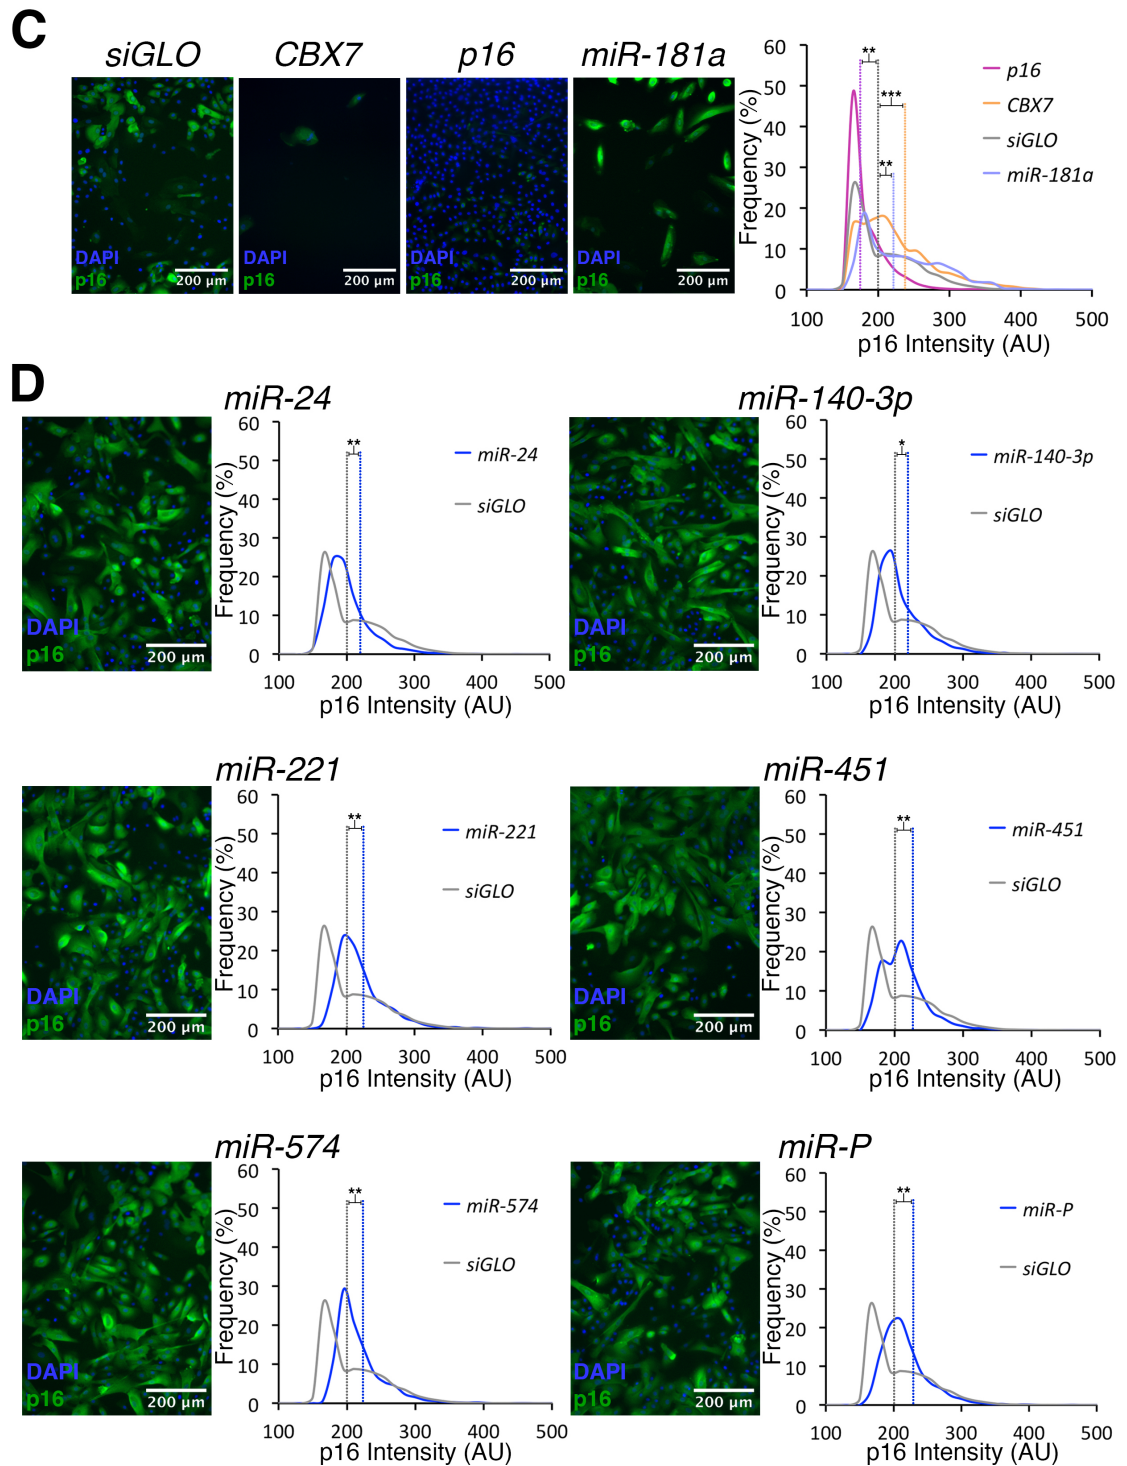 C
siGLO CBX7 p16 miR-181a
DAPI
p16
200 µm
DAPI
p16
200 µm
DAPI
p16
200 µm
DAPI
p16
200 µm
Frequency (%)
60
50
40
30
20
10
0
**
***
**
p16
CBX7
siGLO
miR-181a
100 200 300 400 500
p16 Intensity (AU)
D
miR-24
DAPI
p16
200 µm
Frequency (%)
60
50
40
30
20
10
0
**
miR-24
siGLO
100 200 300 400 500
p16 Intensity (AU)
miR-140-3p
DAPI
p16
200 µm
Frequency (%)
60
50
40
30
20
10
0
*
miR-140-3p
siGLO
100 200 300 400 500
p16 Intensity (AU)
miR-221
DAPI
p16
200 µm
Frequency (%)
60
50
40
30
20
10
0
**
miR-221
siGLO
100 200 300 400 500
p16 Intensity (AU)
miR-451
DAPI
p16
200 µm
Frequency (%)
60
50
40
30
20
10
0
**
miR-451
siGLO
100 200 300 400 500
p16 Intensity (AU)
miR-574
DAPI
p16
200 µm
Frequency (%)
60
50
40
30
20
10
0
**
miR-574
siGLO
100 200 300 400 500
p16 Intensity (AU)
miR-P
DAPI
p16
200 µm
Frequency (%)
60
50
40
30
20
10
0
**
miR-P
siGLO
100 200 300 400 500
p16 Intensity (AU)